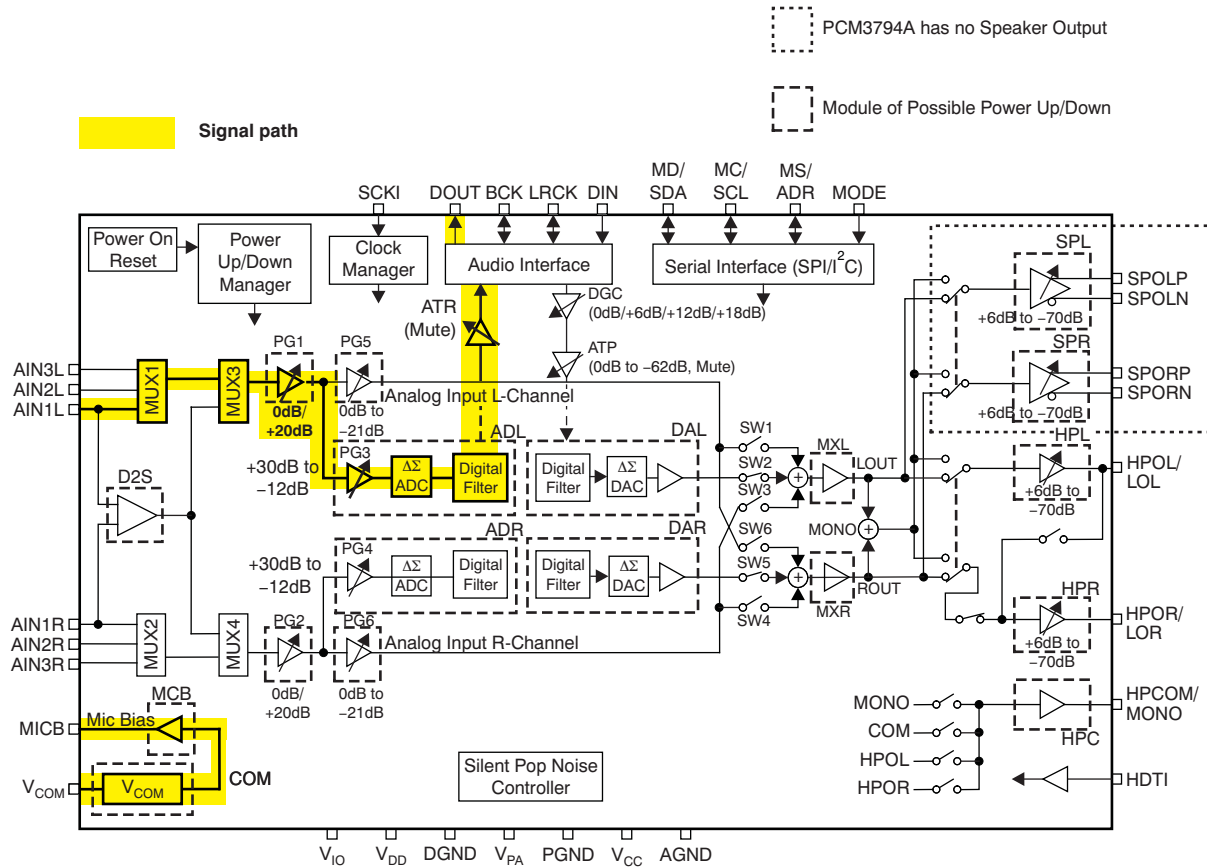 PCM3794A has no Speaker Output
Module of Possible Power Up/Down
Signal path
SCKI
DOUT
BCK
LRCK
DIN
MD/
SDA
MC/
SCL
MS/
ADR
MODE
Power On
Reset
Power
Up/Down
Manager
Clock
Manager
Audio Interface
Serial Interface (SPI/I²C)
ATR
(Mute)
DGC
(0dB/+6dB/+12dB/+18dB)
ATP
(0dB to −62dB, Mute)
SPL
+6dB to −70dB
SPOLP
SPOLN
SPR
+6dB to −70dB
SPORP
SPORN
AIN3L
AIN2L
AIN1L
MUX1
MUX3
PG1
0dB/
+20dB
PG5
0dB to
−21dB
Analog Input L-Channel
ADL
+30dB to
−12dB
PG3
ΔΣ
ADC
Digital
Filter
DAL
Digital
Filter
ΔΣ
DAC
SW1
SW2
SW3
SW6
SW5
SW4
MXL
LOUT
MONO
MXR
ROUT
HPL
+6dB to
−70dB
HPOL/
LOL
D2S
ADR
+30dB to
−12dB
PG4
ΔΣ
ADC
Digital
Filter
DAR
Digital
Filter
ΔΣ
DAC
HPR
+6dB to
−70dB
HPOR/
LOR
AIN1R
AIN2R
AIN3R
MUX2
MUX4
PG2
0dB/
+20dB
PG6
0dB to
−21dB
Analog Input R-Channel
MCB
MICB
Mic Bias
COM
VCOM
VCOM
Silent Pop Noise
Controller
MONO
COM
HPOL
HPOR
HPC
HPCOM/
MONO
HDTI
VIO
VDD
DGND
VPA
PGND
VCC
AGND